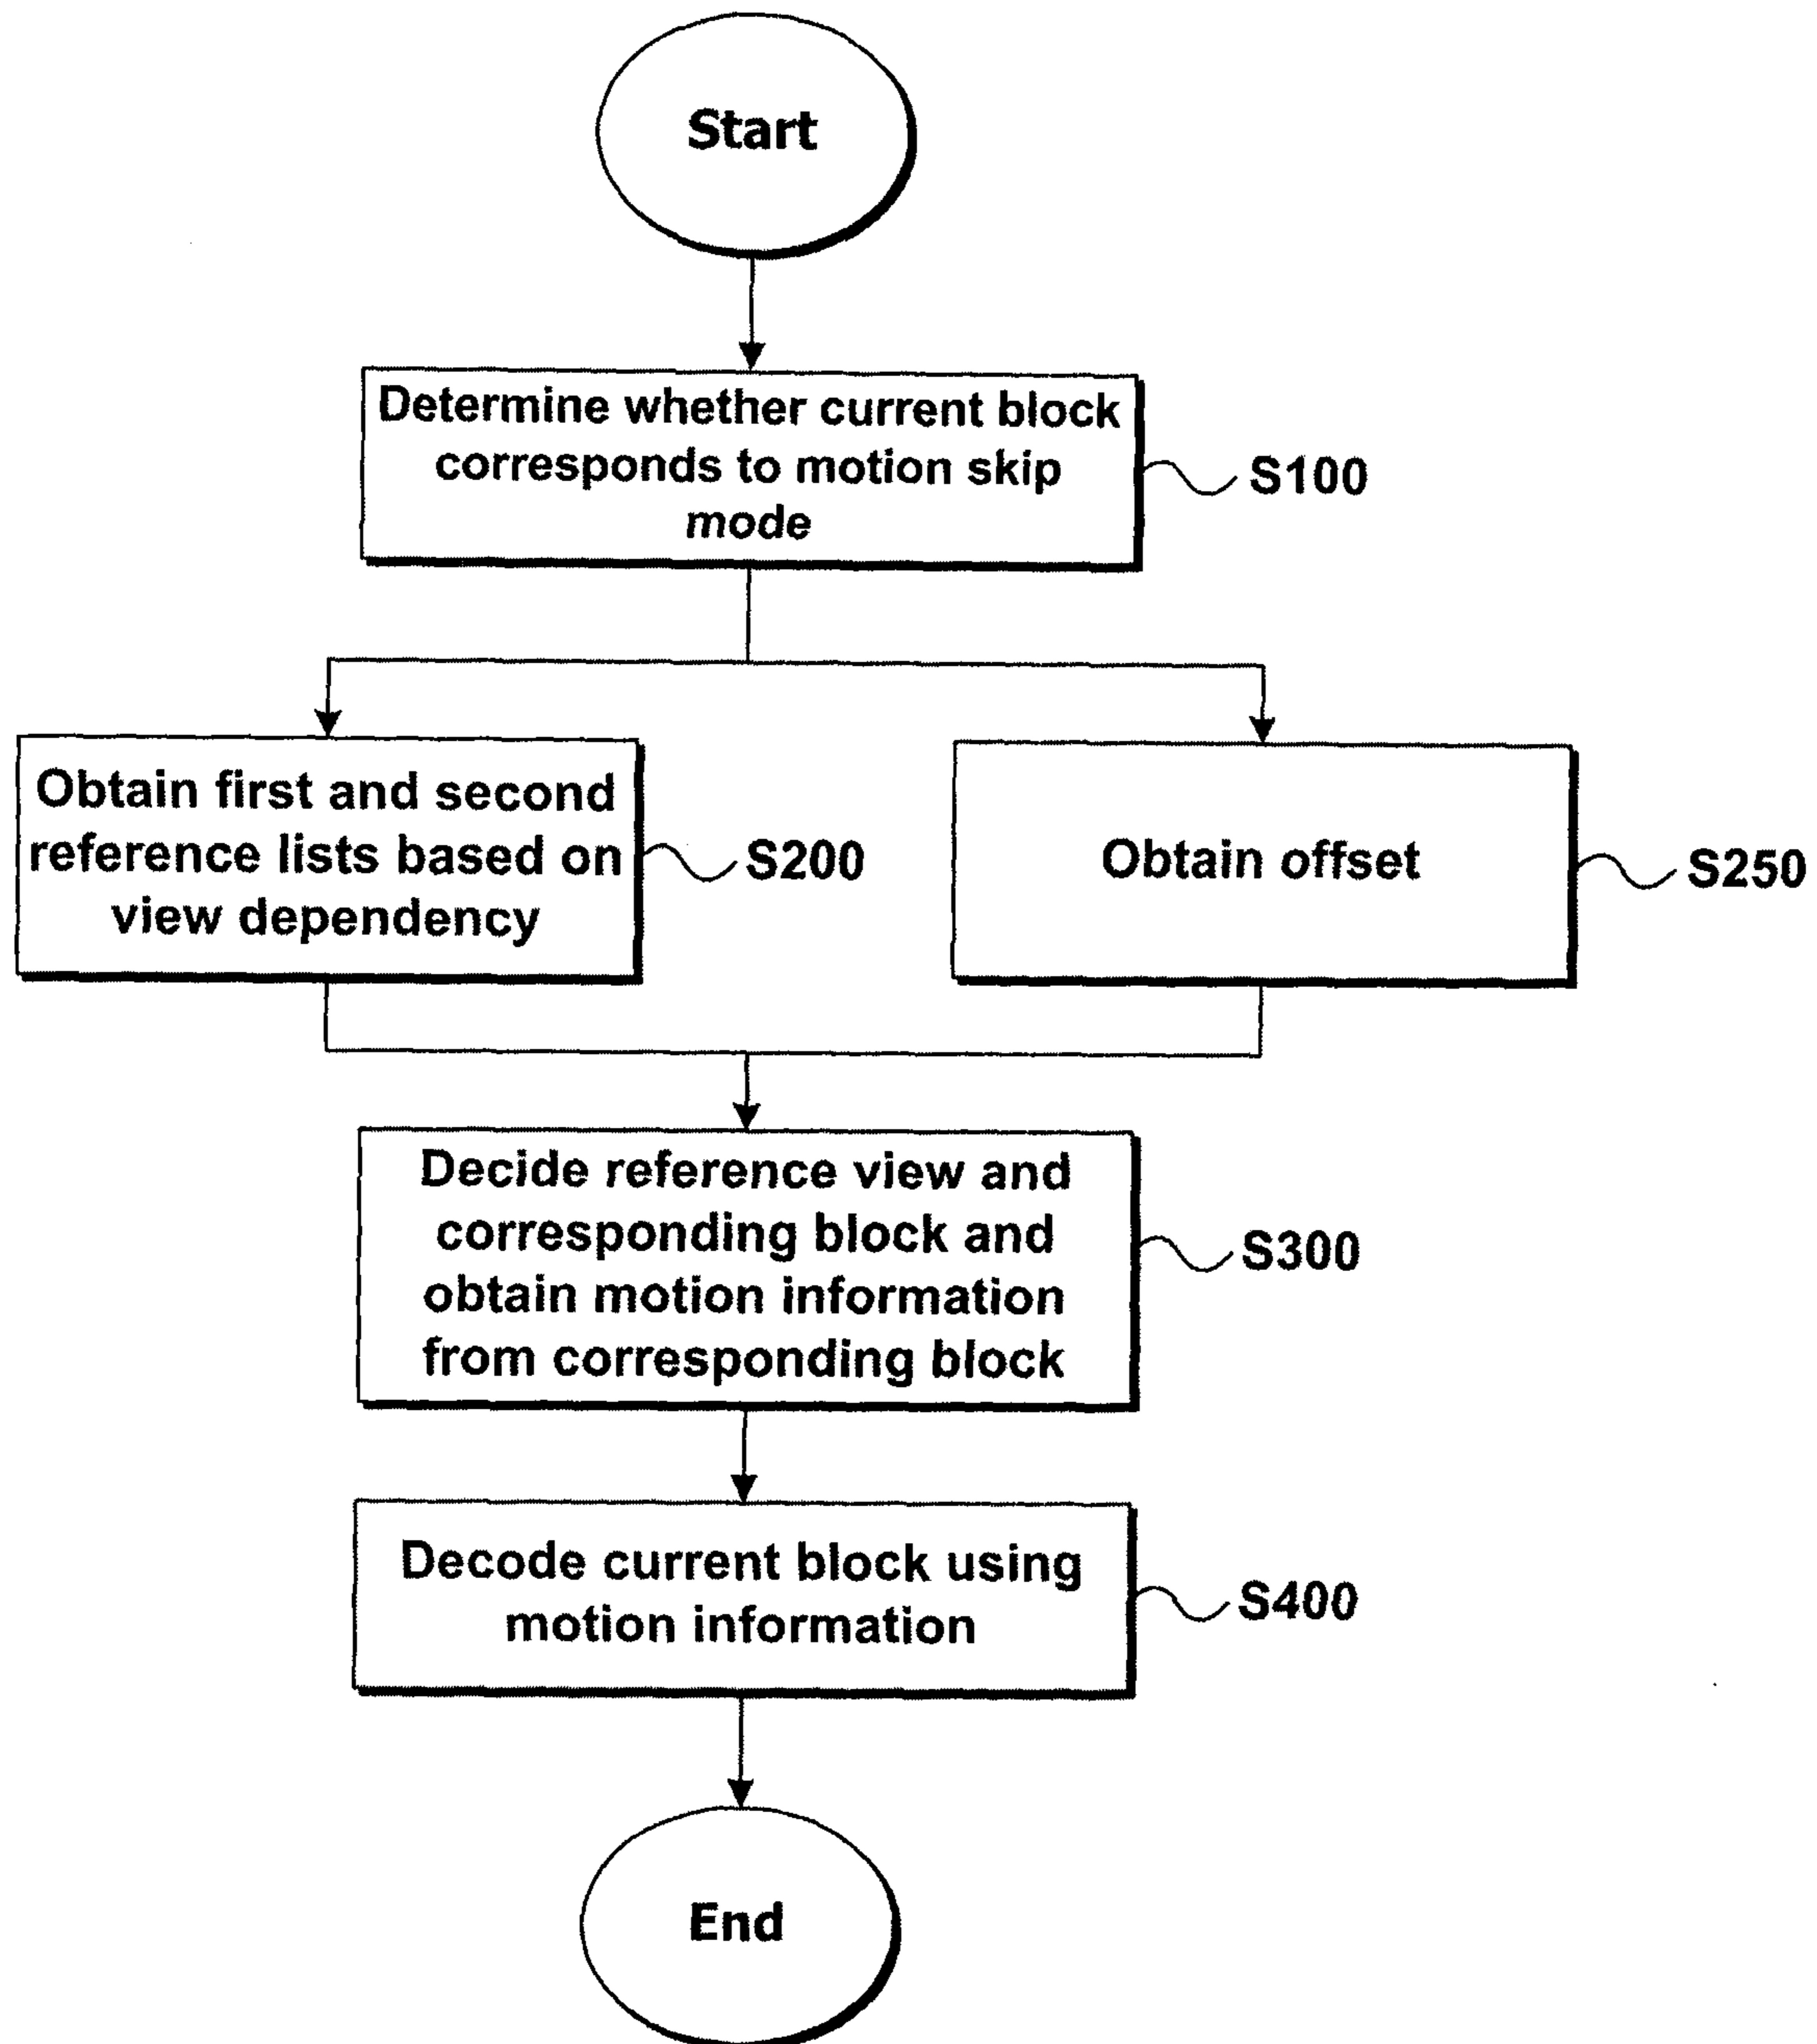 Start
Determine whether current block
corresponds to motion skip
mode
S100
Obtain first and second
reference lists based on
view dependency
S200
Obtain offset
S250
Decide reference view and
corresponding block and
obtain motion information
from corresponding block
S300
Decode current block using
motion information
S400
End